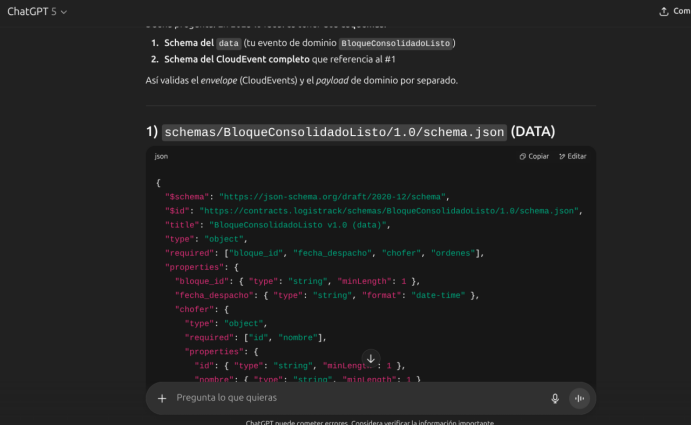 ChatGPT 5
Com
1. Schema del data (tu evento de dominio BloqueConsolidadoListo)
2. Schema del CloudEvent completo que referencia al #1
Así validas el envelope (CloudEvents) y el payload de dominio por separado.
1) schemas/BloqueConsolidadoListo/1.0/schema.json (DATA)
json
Copiar
Editar
{
"$schema": "https://json-schema.org/draft/2020-12/schema",
"$id": "https://contracts.logistrack/schemas/BloqueConsolidadoListo/1.0/schema.json",
"title": "BloqueConsolidadoListo v1.0 (data)",
"type": "object",
"required": ["bloque_id", "fecha_despacho", "chofer", "ordenes"],
"properties": {
"bloque_id": { "type": "string", "minLength": 1 },
"fecha_despacho": { "type": "string", "format": "date-time" },
"chofer": {
"type": "object",
"required": ["id", "nombre"],
"properties": {
"id": { "type": "string", "minLength": 1 },
"nombre": { "type": "string", "minLength": 1 }
Pregunta lo que quieras
ChatGPT puede cometer errores. Considera verificar la información importante